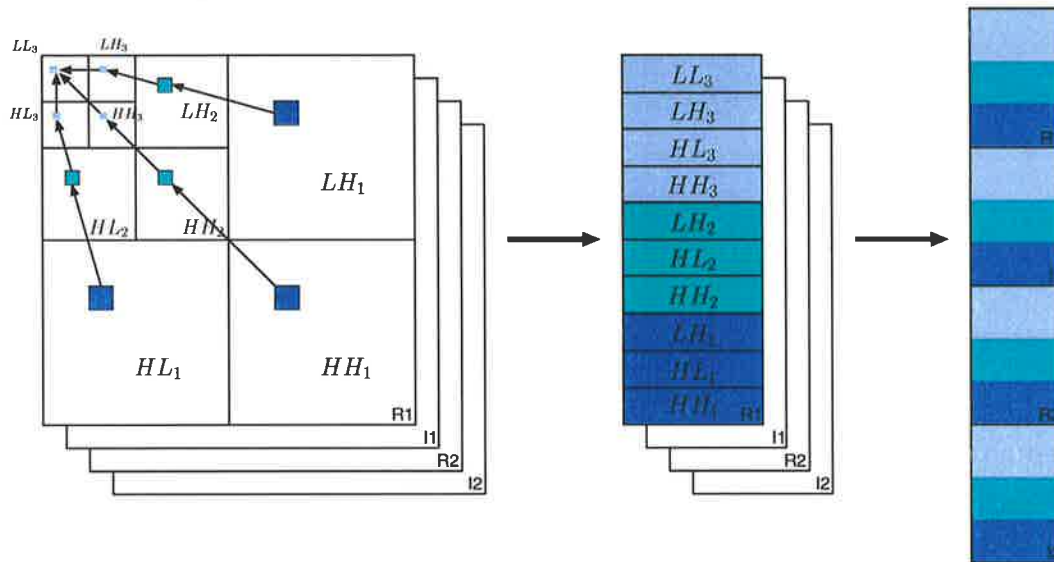 LL₃ LH₃
HL₃ HH₃ LH₂
LH₁
HL₂ HH₂
HL₁ HH₁
R1
I1
R2
I2
LL₃
LH₃
HL₃
HH₃
LH₂
HL₂
HH₂
LH₁
HL₁
HH₁ R1
I1
R2
I2